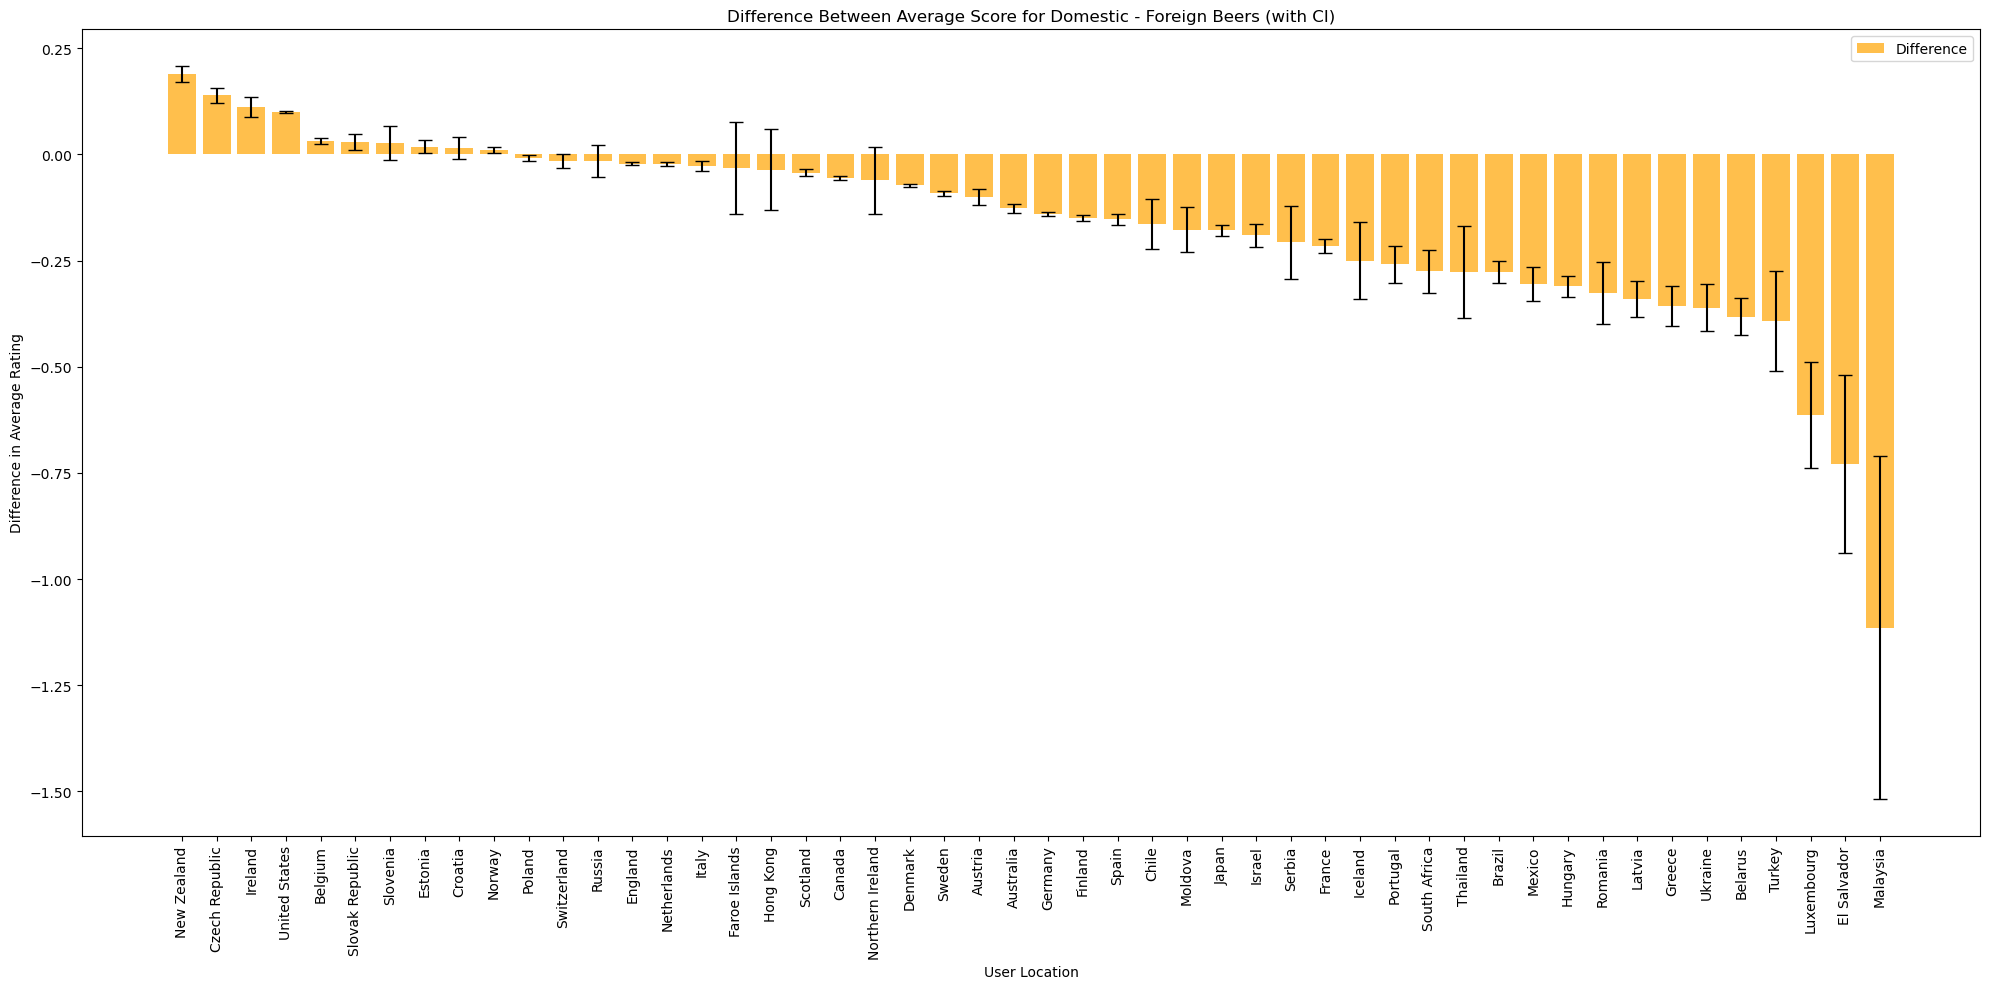 Difference Between Average Score for Domestic - Foreign Beers (with CI)
Difference
Difference in Average Rating
0.25
0.00
−0.25
−0.50
−0.75
−1.00
−1.25
−1.50
New Zealand
Czech Republic
Ireland
United States
Belgium
Slovak Republic
Slovenia
Estonia
Croatia
Norway
Poland
Switzerland
Russia
England
Netherlands
Italy
Faroe Islands
Hong Kong
Scotland
Canada
Northern Ireland
Denmark
Sweden
Austria
Australia
Germany
Finland
Spain
Chile
Moldova
Japan
Israel
Serbia
France
Iceland
Portugal
South Africa
Thailand
Brazil
Mexico
Hungary
Romania
Latvia
Greece
Ukraine
Belarus
Turkey
Luxembourg
El Salvador
Malaysia
User Location